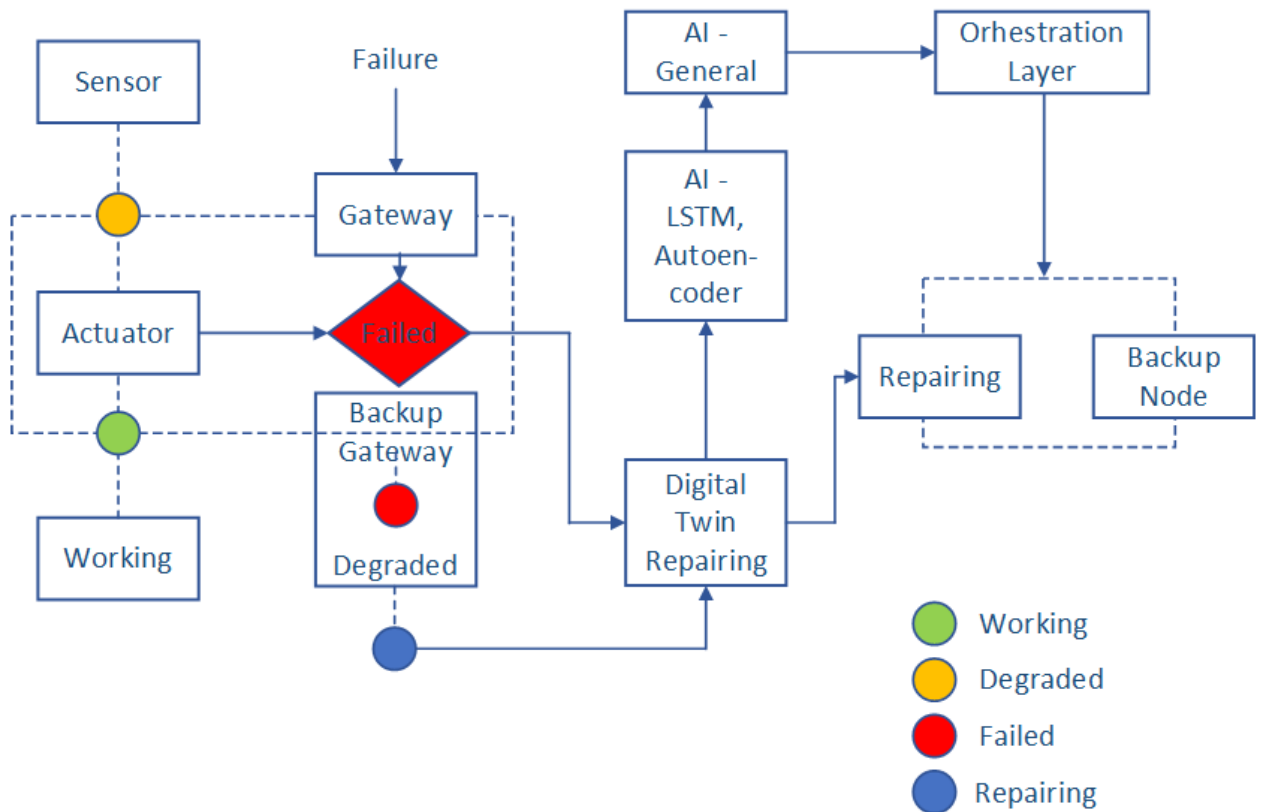 Sensor
Failure
Gateway
Actuator
Failed
Backup
Gateway
Degraded
Working
AI -
General
Orhestration
Layer
AI -
LSTM,
Autoen-
coder
Digital
Twin
Repairing
Repairing
Backup
Node
Working
Degraded
Failed
Repairing